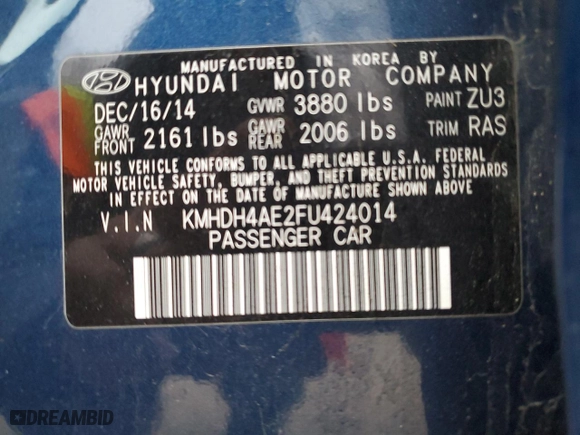 MANUFACTURED IN KOREA BY
HYUNDAI MOTOR COMPANY
DEC/16/14 GVWR 3880 lbs PAINT ZU3
GAWR FRONT 2161 lbs GAWR REAR 2006 lbs TRIM RAS
THIS VEHICLE CONFORMS TO ALL APPLICABLE U.S.A. FEDERAL
MOTOR VEHICLE SAFETY, BUMPER, AND THEFT PREVENTION STANDARDS
IN EFFECT ON THE DATE OF MANUFACTURE SHOWN ABOVE
V.I.N KMHDH4AE2FU424014
PASSENGER CAR
DREAMBID